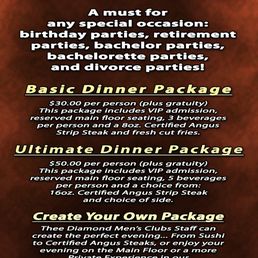 A must for
any special occasion:
birthday parties, retirement
parties, bachelor parties,
bachelorette parties,
and divorce parties!
Basic Dinner Package
$30.00 per person (plus gratuity)
This package includes VIP admission,
reserved main floor seating, 3 beverages
per person and a 8oz. Certified Angus
Strip Steak and fresh cut fries.
Ultimate Dinner Package
$50.00 per person (plus gratuity)
This package includes VIP admission,
reserved main floor seating, 5 beverages
per person and a choice from:
16oz. Certified Angus Strip Steak
and choice of side.
Create Your Own Package
Thee Diamond Men's Clubs Staff can
create the perfect evening... From Sushi
to Certified Angus Steaks, or enjoy your
evening on the Main Floor or a more
Private Experience in our